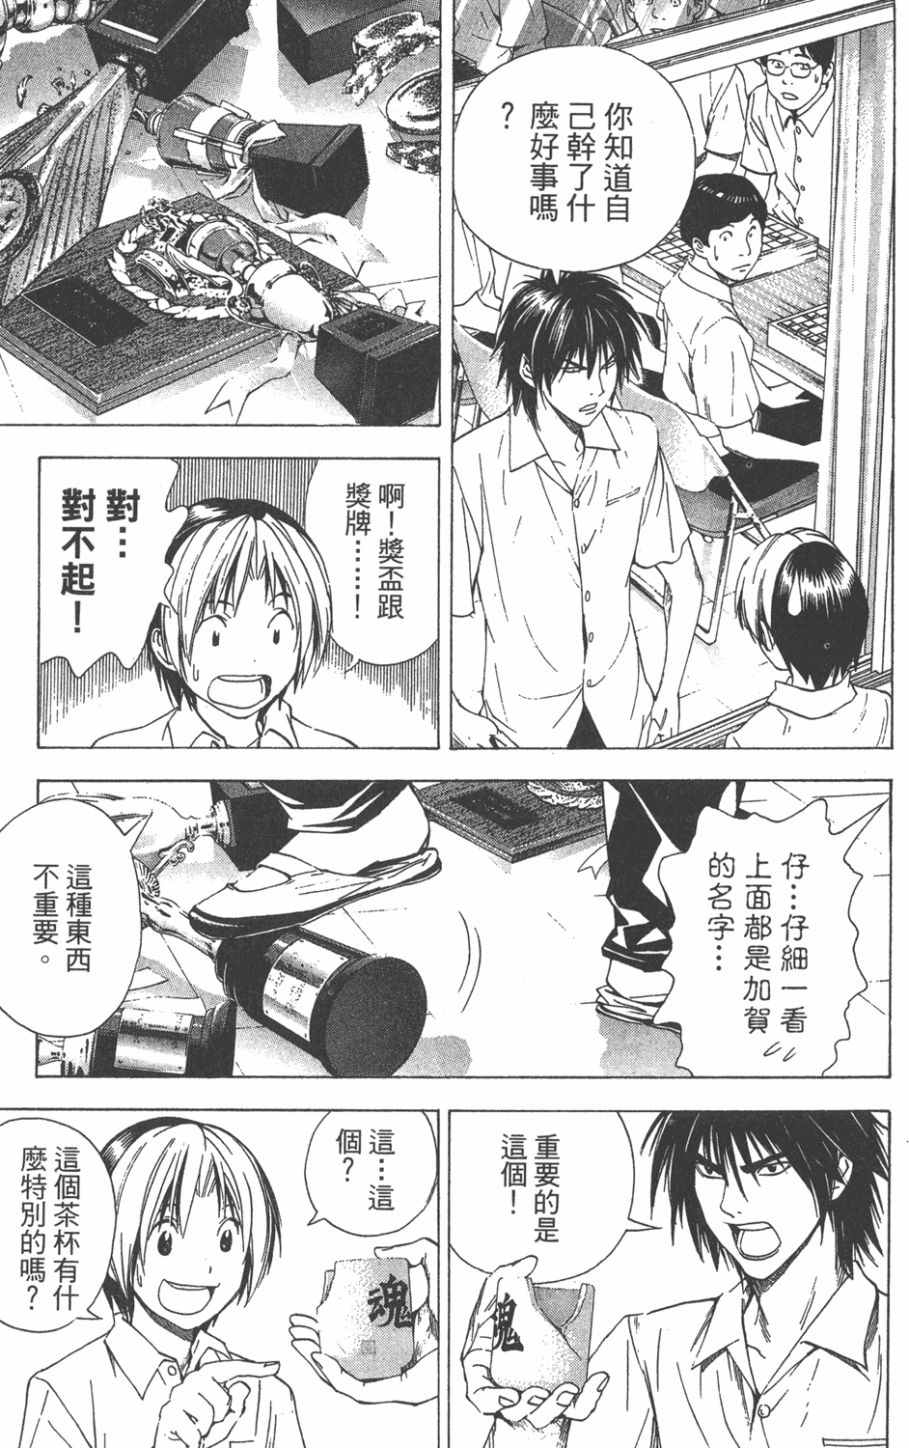 你知道自
己幹了什
麼好事嗎
？
啊！獎盃跟
獎牌………！
對…
對不起！
仔…仔細一看
上面都是加賀
的名字…
這種東西
不重要。
重要的是
這個！
魂
這…這
個？
魂
這個茶杯有什
麼特別的嗎？